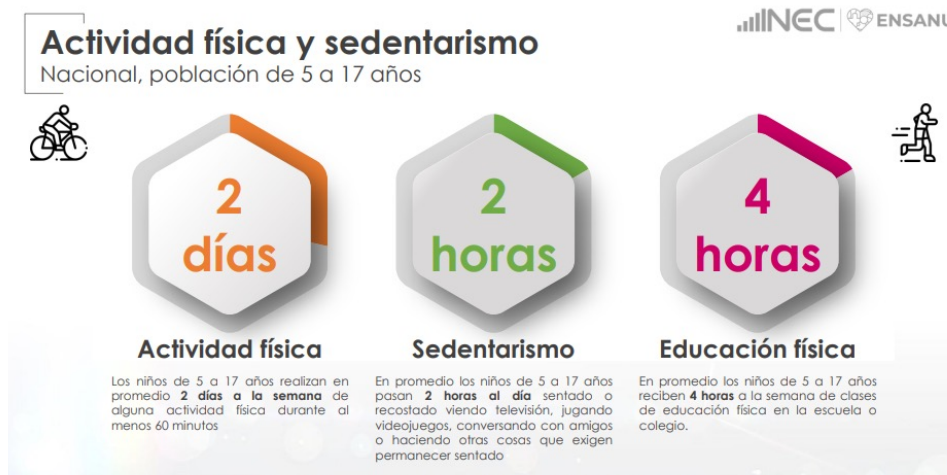 INEC ENSANU
Actividad física y sedentarismo
Nacional, población de 5 a 17 años
2
días
2
horas
4
horas
Actividad física
Los niños de 5 a 17 años realizan en
promedio 2 días a la semana de
alguna actividad física durante al
menos 60 minutos
Sedentarismo
En promedio los niños de 5 a 17 años
pasan 2 horas al día sentado o
recostado viendo televisión, jugando
videojuegos, conversando con amigos
o haciendo otras cosas que exigen
permanecer sentado
Educación física
En promedio los niños de 5 a 17 años
reciben 4 horas a la semana de clases
de educación física en la escuela o
colegio.